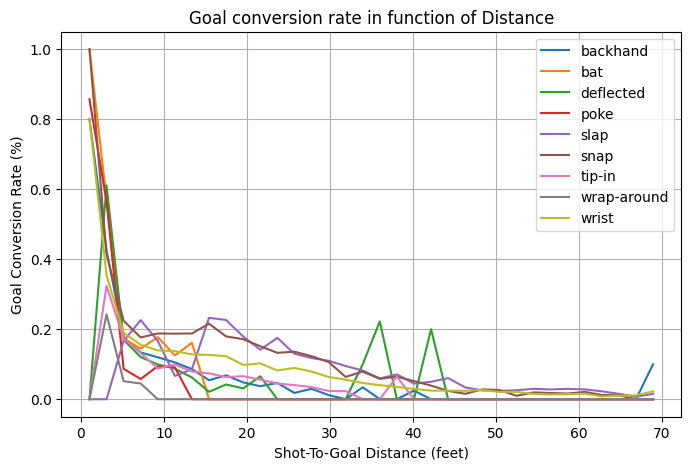 Goal conversion rate in function of Distance
Goal Conversion Rate (%)
1.0
0.8
0.6
0.4
0.2
0.0
backhand
bat
deflected
poke
slap
snap
tip-in
wrap-around
wrist
0 10 20 30 40 50 60 70
Shot-To-Goal Distance (feet)